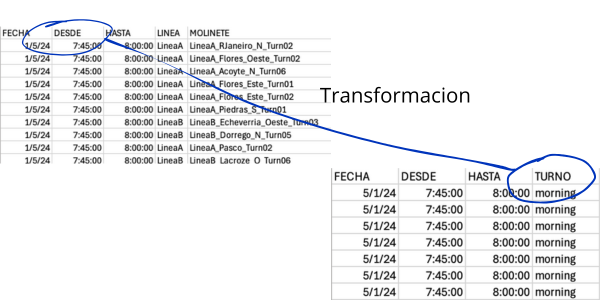 FECHA DESDE HASTA LINEA MOLINETE
1/5/24 7:45:00 8:00:00 LineaA LineaA_RJaneiro_N_Turn02
1/5/24 7:45:00 8:00:00 LineaA LineaA_Flores_Oeste_Turn02
1/5/24 7:45:00 8:00:00 LineaA LineaA_Acoyte_N_Turn06
1/5/24 7:45:00 8:00:00 LineaA LineaA_Flores_Este_Turn01
1/5/24 7:45:00 8:00:00 LineaA LineaA_Flores_Este_Turn02
1/5/24 7:45:00 8:00:00 LineaA LineaA_Piedras_S_Turn01
1/5/24 7:45:00 8:00:00 LineaB LineaB_Echeverria_Oeste_Turn03
1/5/24 7:45:00 8:00:00 LineaB LineaB_Dorrego_N_Turn05
1/5/24 7:45:00 8:00:00 LineaA LineaA_Pasco_Turn02
1/5/24 7:45:00 8:00:00 LineaB LineaB_Lacroze_O_Turn06
Transformacion
FECHA DESDE HASTA TURNO
5/1/24 7:45:00 8:00:00 morning
5/1/24 7:45:00 8:00:00 morning
5/1/24 7:45:00 8:00:00 morning
5/1/24 7:45:00 8:00:00 morning
5/1/24 7:45:00 8:00:00 morning
5/1/24 7:45:00 8:00:00 morning
5/1/24 7:45:00 8:00:00 morning